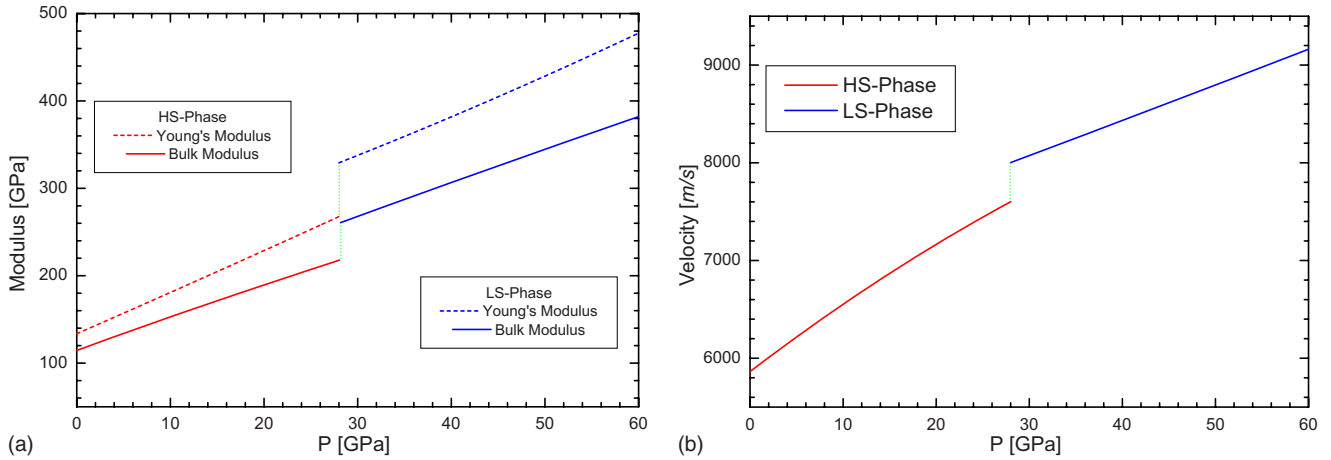 500
400
300
200
100
Modulus [GPa]
HS-Phase
Young's Modulus
Bulk Modulus
LS-Phase
Young's Modulus
Bulk Modulus
0
10
20
30
40
50
60
P [GPa]
(a)
9000
8000
7000
6000
Velocity [m/s]
HS-Phase
LS-Phase
0
10
20
30
40
50
60
P [GPa]
(b)